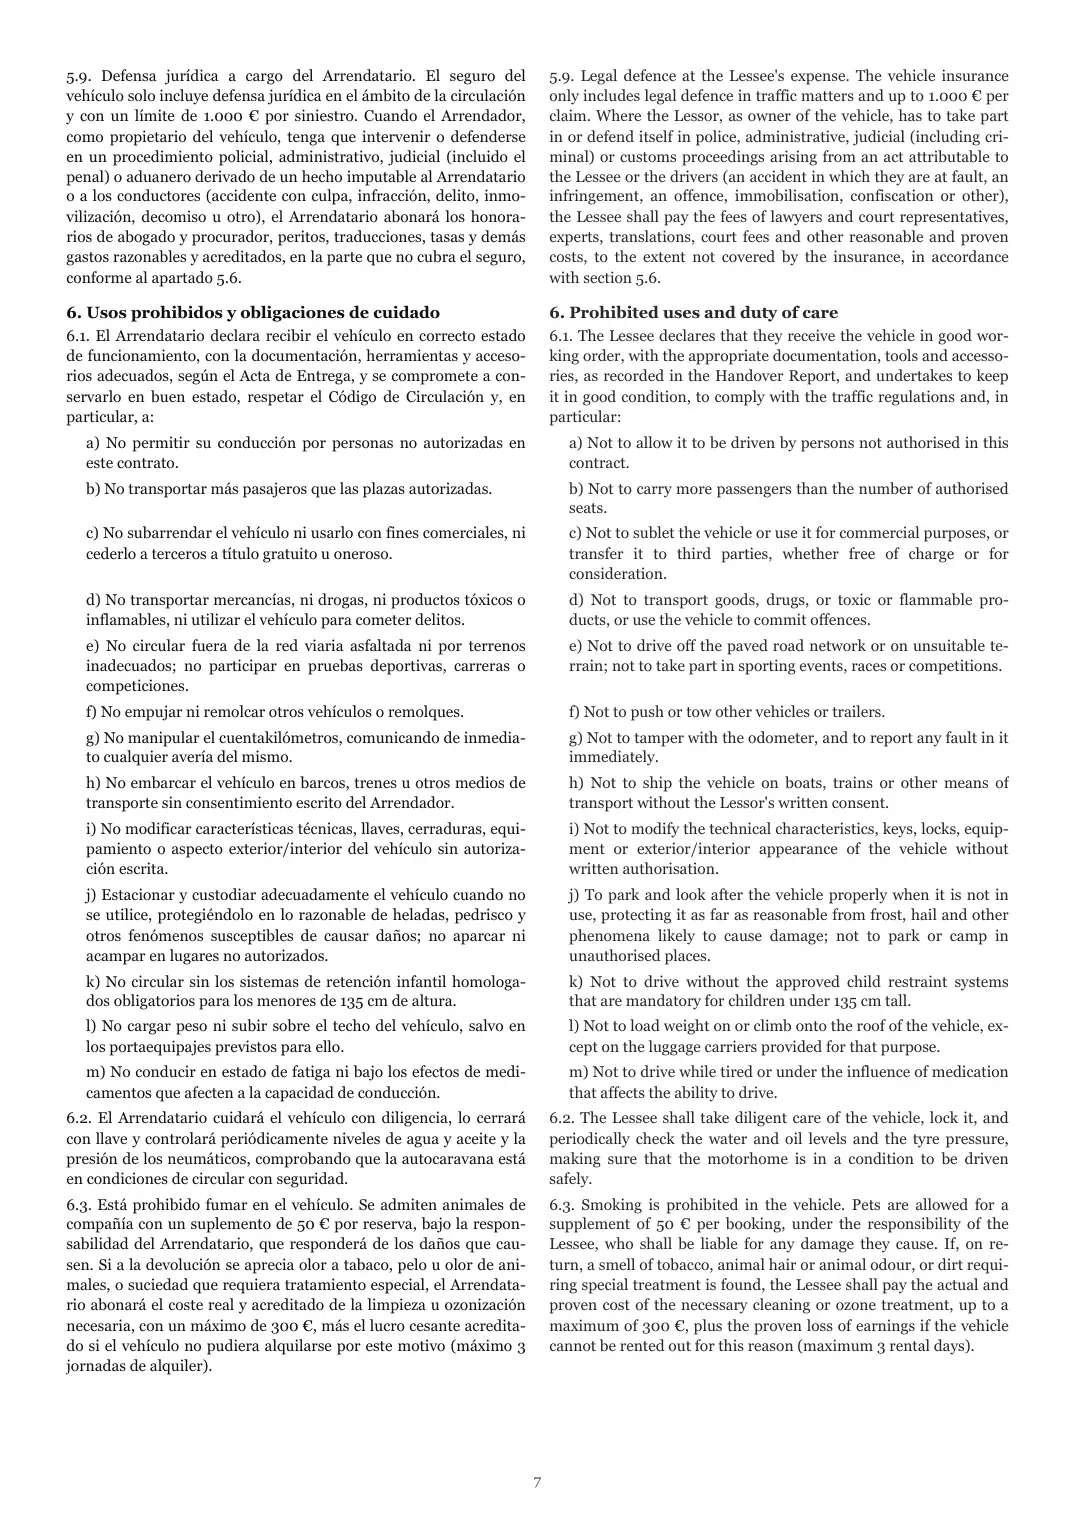 5.9. Defensa jurídica a cargo del Arrendatario. El seguro del
vehículo solo incluye defensa jurídica en el ámbito de la circulación
y con un límite de 1.000 € por siniestro. Cuando el Arrendador,
como propietario del vehículo, tenga que intervenir o defenderse
en un procedimiento policial, administrativo, judicial (incluido el
penal) o aduanero derivado de un hecho imputable al Arrendatario
o a los conductores (accidente con culpa, infracción, delito, inmo-
vilización, decomiso u otro), el Arrendatario abonará los honora-
rios de abogado y procurador, peritos, traducciones, tasas y demás
gastos razonables y acreditados, en la parte que no cubra el seguro,
conforme al apartado 5.6.
6. Usos prohibidos y obligaciones de cuidado
6.1. El Arrendatario declara recibir el vehículo en correcto estado
de funcionamiento, con la documentación, herramientas y acceso-
rios adecuados, según el Acta de Entrega, y se compromete a con-
servarlo en buen estado, respetar el Código de Circulación y, en
particular, a:
a) No permitir su conducción por personas no autorizadas en
este contrato.
b) No transportar más pasajeros que las plazas autorizadas.
c) No subarrendar el vehículo ni usarlo con fines comerciales, ni
cederlo a terceros a título gratuito u oneroso.
d) No transportar mercancías, ni drogas, ni productos tóxicos o
inflamables, ni utilizar el vehículo para cometer delitos.
e) No circular fuera de la red viaria asfaltada ni por terrenos
inadecuados; no participar en pruebas deportivas, carreras o
competiciones.
f) No empujar ni remolcar otros vehículos o remolques.
g) No manipular el cuentakilómetros, comunicando de inmedia-
to cualquier avería del mismo.
h) No embarcar el vehículo en barcos, trenes u otros medios de
transporte sin consentimiento escrito del Arrendador.
i) No modificar características técnicas, llaves, cerraduras, equi-
pamiento o aspecto exterior/interior del vehículo sin autoriza-
ción escrita.
j) Estacionar y custodiar adecuadamente el vehículo cuando no
se utilice, protegiéndolo en lo razonable de heladas, pedrisco y
otros fenómenos susceptibles de causar daños; no aparcar ni
acampar en lugares no autorizados.
k) No circular sin los sistemas de retención infantil homologa-
dos obligatorios para los menores de 135 cm de altura.
l) No cargar peso ni subir sobre el techo del vehículo, salvo en
los portaequipajes previstos para ello.
m) No conducir en estado de fatiga ni bajo los efectos de medi-
camentos que afecten a la capacidad de conducción.
6.2. El Arrendatario cuidará el vehículo con diligencia, lo cerrará
con llave y controlará periódicamente niveles de agua y aceite y la
presión de los neumáticos, comprobando que la autocaravana está
en condiciones de circular con seguridad.
6.3. Está prohibido fumar en el vehículo. Se admiten animales de
compañía con un suplemento de 50 € por reserva, bajo la respon-
sabilidad del Arrendatario, que responderá de los daños que cau-
sen. Si a la devolución se aprecia olor a tabaco, pelo u olor de ani-
males, o suciedad que requiera tratamiento especial, el Arrendata-
rio abonará el coste real y acreditado de la limpieza u ozonización
necesaria, con un máximo de 300 €, más el lucro cesante acredita-
do si el vehículo no pudiera alquilarse por este motivo (máximo 3
jornadas de alquiler).
5.9. Legal defence at the Lessee's expense. The vehicle insurance
only includes legal defence in traffic matters and up to 1.000 € per
claim. Where the Lessor, as owner of the vehicle, has to take part
in or defend itself in police, administrative, judicial (including cri-
minal) or customs proceedings arising from an act attributable to
the Lessee or the drivers (an accident in which they are at fault, an
infringement, an offence, immobilisation, confiscation or other),
the Lessee shall pay the fees of lawyers and court representatives,
experts, translations, court fees and other reasonable and proven
costs, to the extent not covered by the insurance, in accordance
with section 5.6.
6. Prohibited uses and duty of care
6.1. The Lessee declares that they receive the vehicle in good wor-
king order, with the appropriate documentation, tools and accesso-
ries, as recorded in the Handover Report, and undertakes to keep
it in good condition, to comply with the traffic regulations and, in
particular:
a) Not to allow it to be driven by persons not authorised in this
contract.
b) Not to carry more passengers than the number of authorised
seats.
c) Not to sublet the vehicle or use it for commercial purposes, or
transfer it to third parties, whether free of charge or for
consideration.
d) Not to transport goods, drugs, or toxic or flammable pro-
ducts, or use the vehicle to commit offences.
e) Not to drive off the paved road network or on unsuitable te-
rrain; not to take part in sporting events, races or competitions.
f) Not to push or tow other vehicles or trailers.
g) Not to tamper with the odometer, and to report any fault in it
immediately.
h) Not to ship the vehicle on boats, trains or other means of
transport without the Lessor's written consent.
i) Not to modify the technical characteristics, keys, locks, equip-
ment or exterior/interior appearance of the vehicle without
written authorisation.
j) To park and look after the vehicle properly when it is not in
use, protecting it as far as reasonable from frost, hail and other
phenomena likely to cause damage; not to park or camp in
unauthorised places.
k) Not to drive without the approved child restraint systems
that are mandatory for children under 135 cm tall.
l) Not to load weight on or climb onto the roof of the vehicle, ex-
cept on the luggage carriers provided for that purpose.
m) Not to drive while tired or under the influence of medication
that affects the ability to drive.
6.2. The Lessee shall take diligent care of the vehicle, lock it, and
periodically check the water and oil levels and the tyre pressure,
making sure that the motorhome is in a condition to be driven
safely.
6.3. Smoking is prohibited in the vehicle. Pets are allowed for a
supplement of 50 € per booking, under the responsibility of the
Lessee, who shall be liable for any damage they cause. If, on re-
turn, a smell of tobacco, animal hair or animal odour, or dirt requi-
ring special treatment is found, the Lessee shall pay the actual and
proven cost of the necessary cleaning or ozone treatment, up to a
maximum of 300 €, plus the proven loss of earnings if the vehicle
cannot be rented out for this reason (maximum 3 rental days).
7